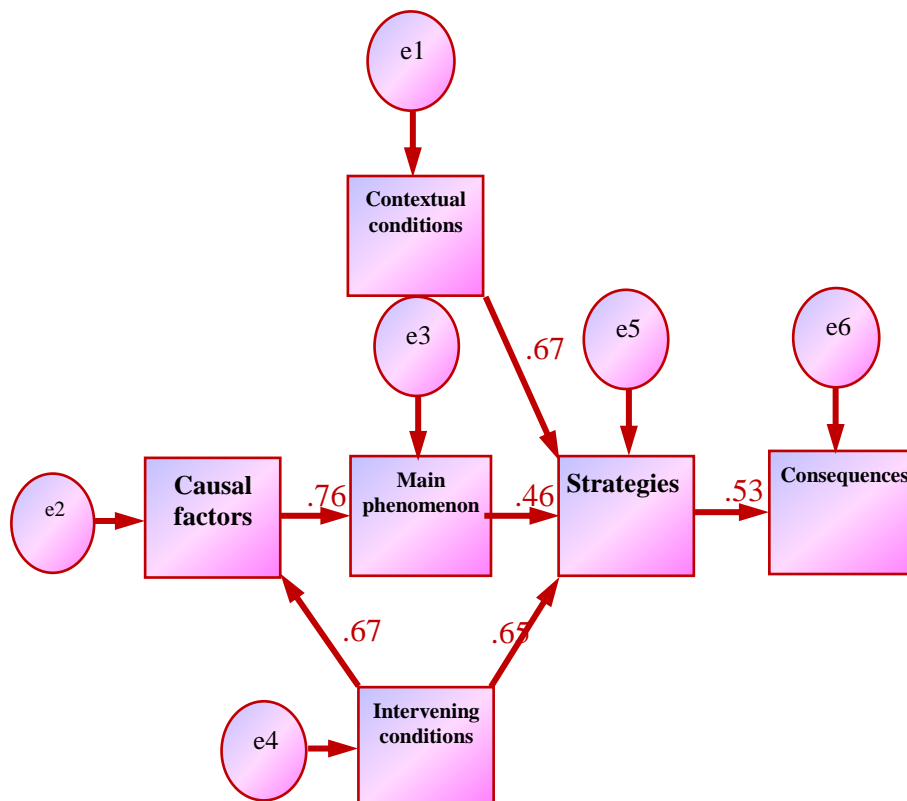 e1
Contextual
conditions
e3
.67
e5
e6
e2
Causal
factors
.76
Main
phenomenon
.46
Strategies
.53
Consequences
.67
.65
e4
Intervening
conditions